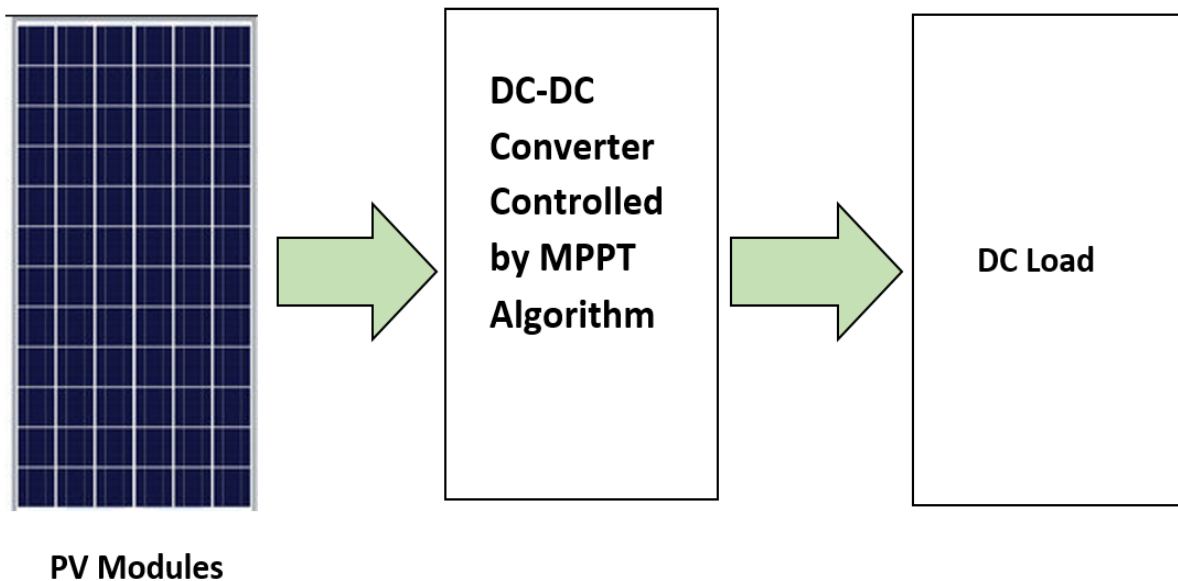 DC-DC
Converter
Controlled
by MPPT
Algorithm
DC Load
PV Modules